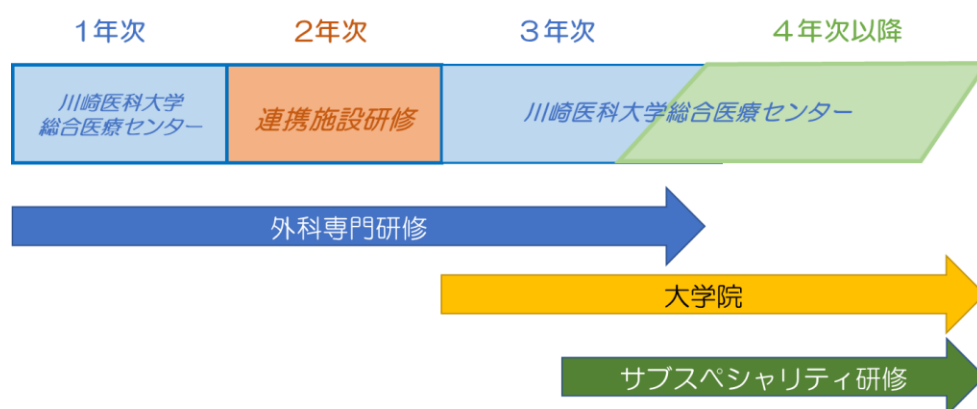 1年次
2年次
３年次
４年次以降
川崎医科大学
総合医療センター
連携施設研修
川崎医科大学総合医療センター
外科専門研修
大学院
サブスペシャリティ研修